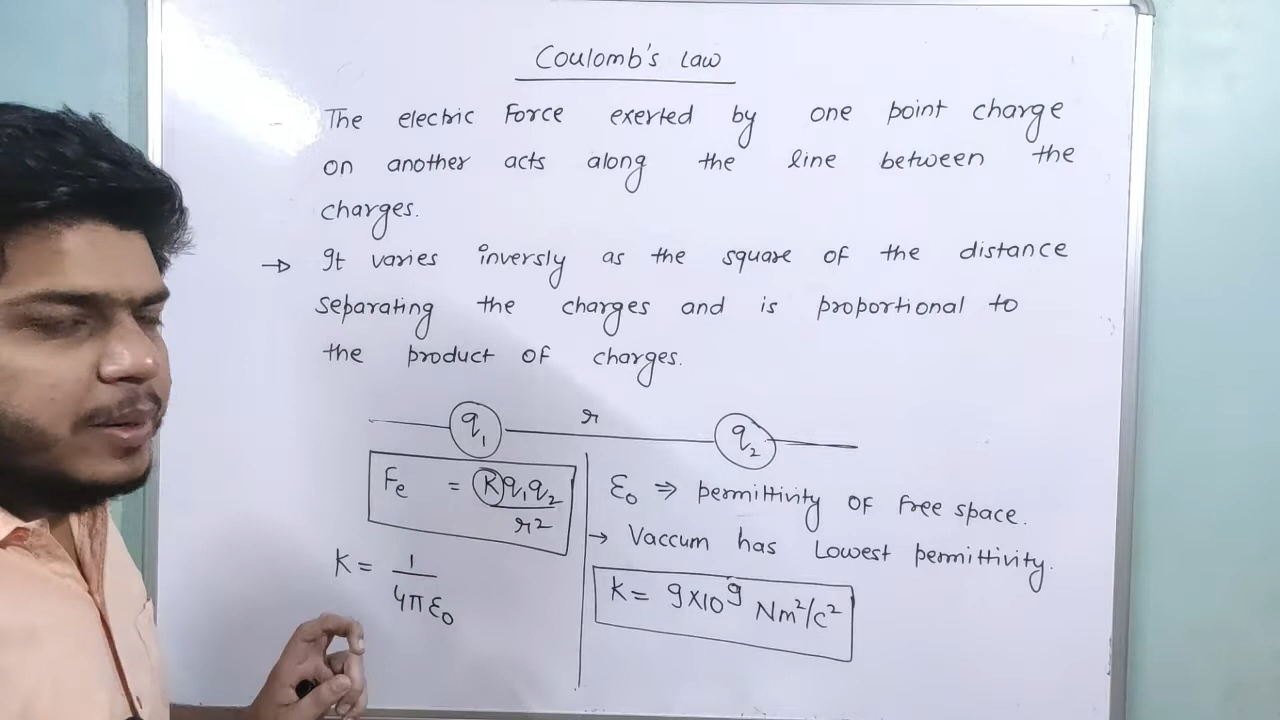 Coulomb's Law
The electric Force exerted by one point charge
on another acts along the line between the
charges.
→ It varies inversly as the square of the distance
separating the charges and is proportional to
the product of charges.
q₁ r q₂
Fe = Kq₁q₂/r²
K = 1/4πε₀
ε₀ ⇒ permittivity of free space.
→ Vaccum has Lowest permittivity.
K = 9×10⁹ Nm²/C²